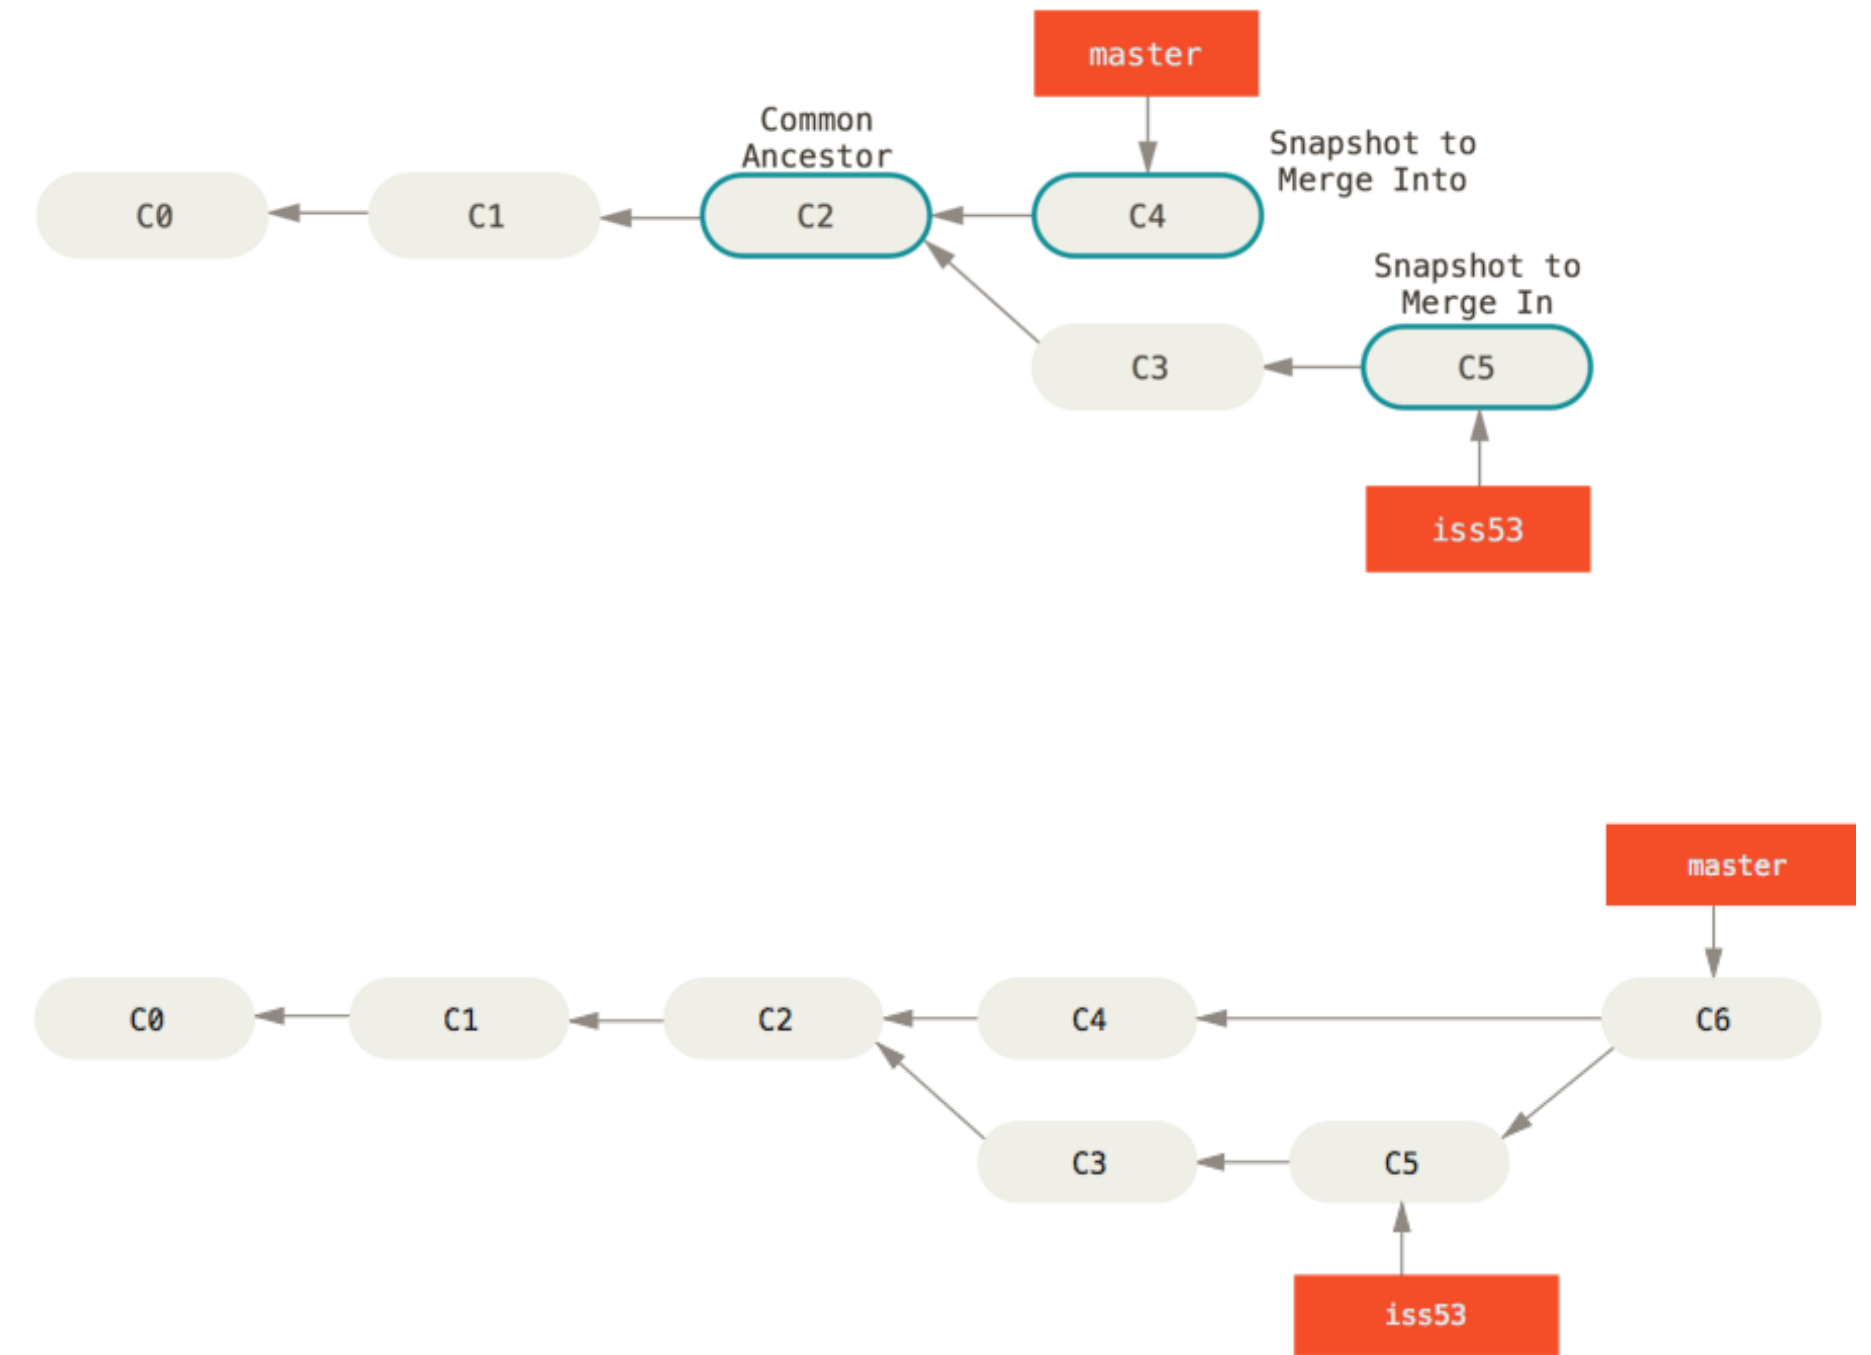 master
Common
Ancestor
Snapshot to
Merge Into
C0
C1
C2
C4
Snapshot to
Merge In
C3
C5
iss53
master
C0
C1
C2
C4
C6
C3
C5
iss53